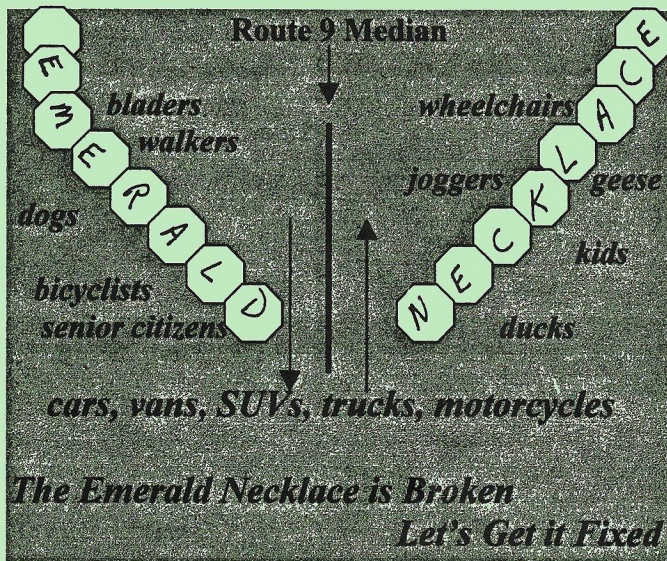 Route 9 Median
EMERALD
NECKLACE
bladers
walkers
dogs
bicyclists
senior citizens
wheelchairs
joggers
geese
kids
ducks
cars, vans, SUVs, trucks, motorcycles
The Emerald Necklace is Broken
Let's Get it Fixed